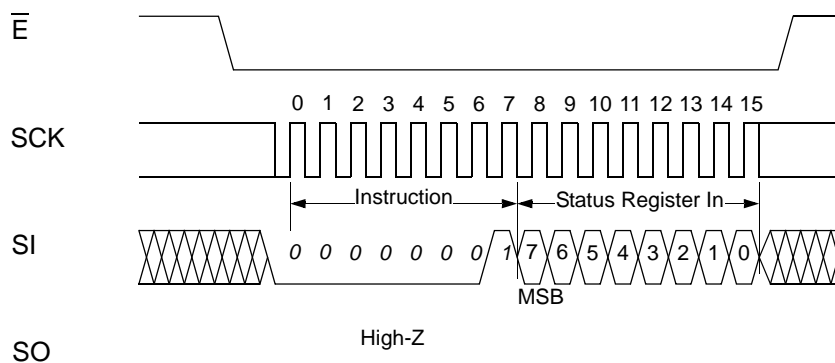 E̅
0 1 2 3 4 5 6 7 8 9 10 11 12 13 14 15
SCK
Instruction Status Register In
SI 0 0 0 0 0 0 0 1 7 6 5 4 3 2 1 0
MSB
High-Z
SO